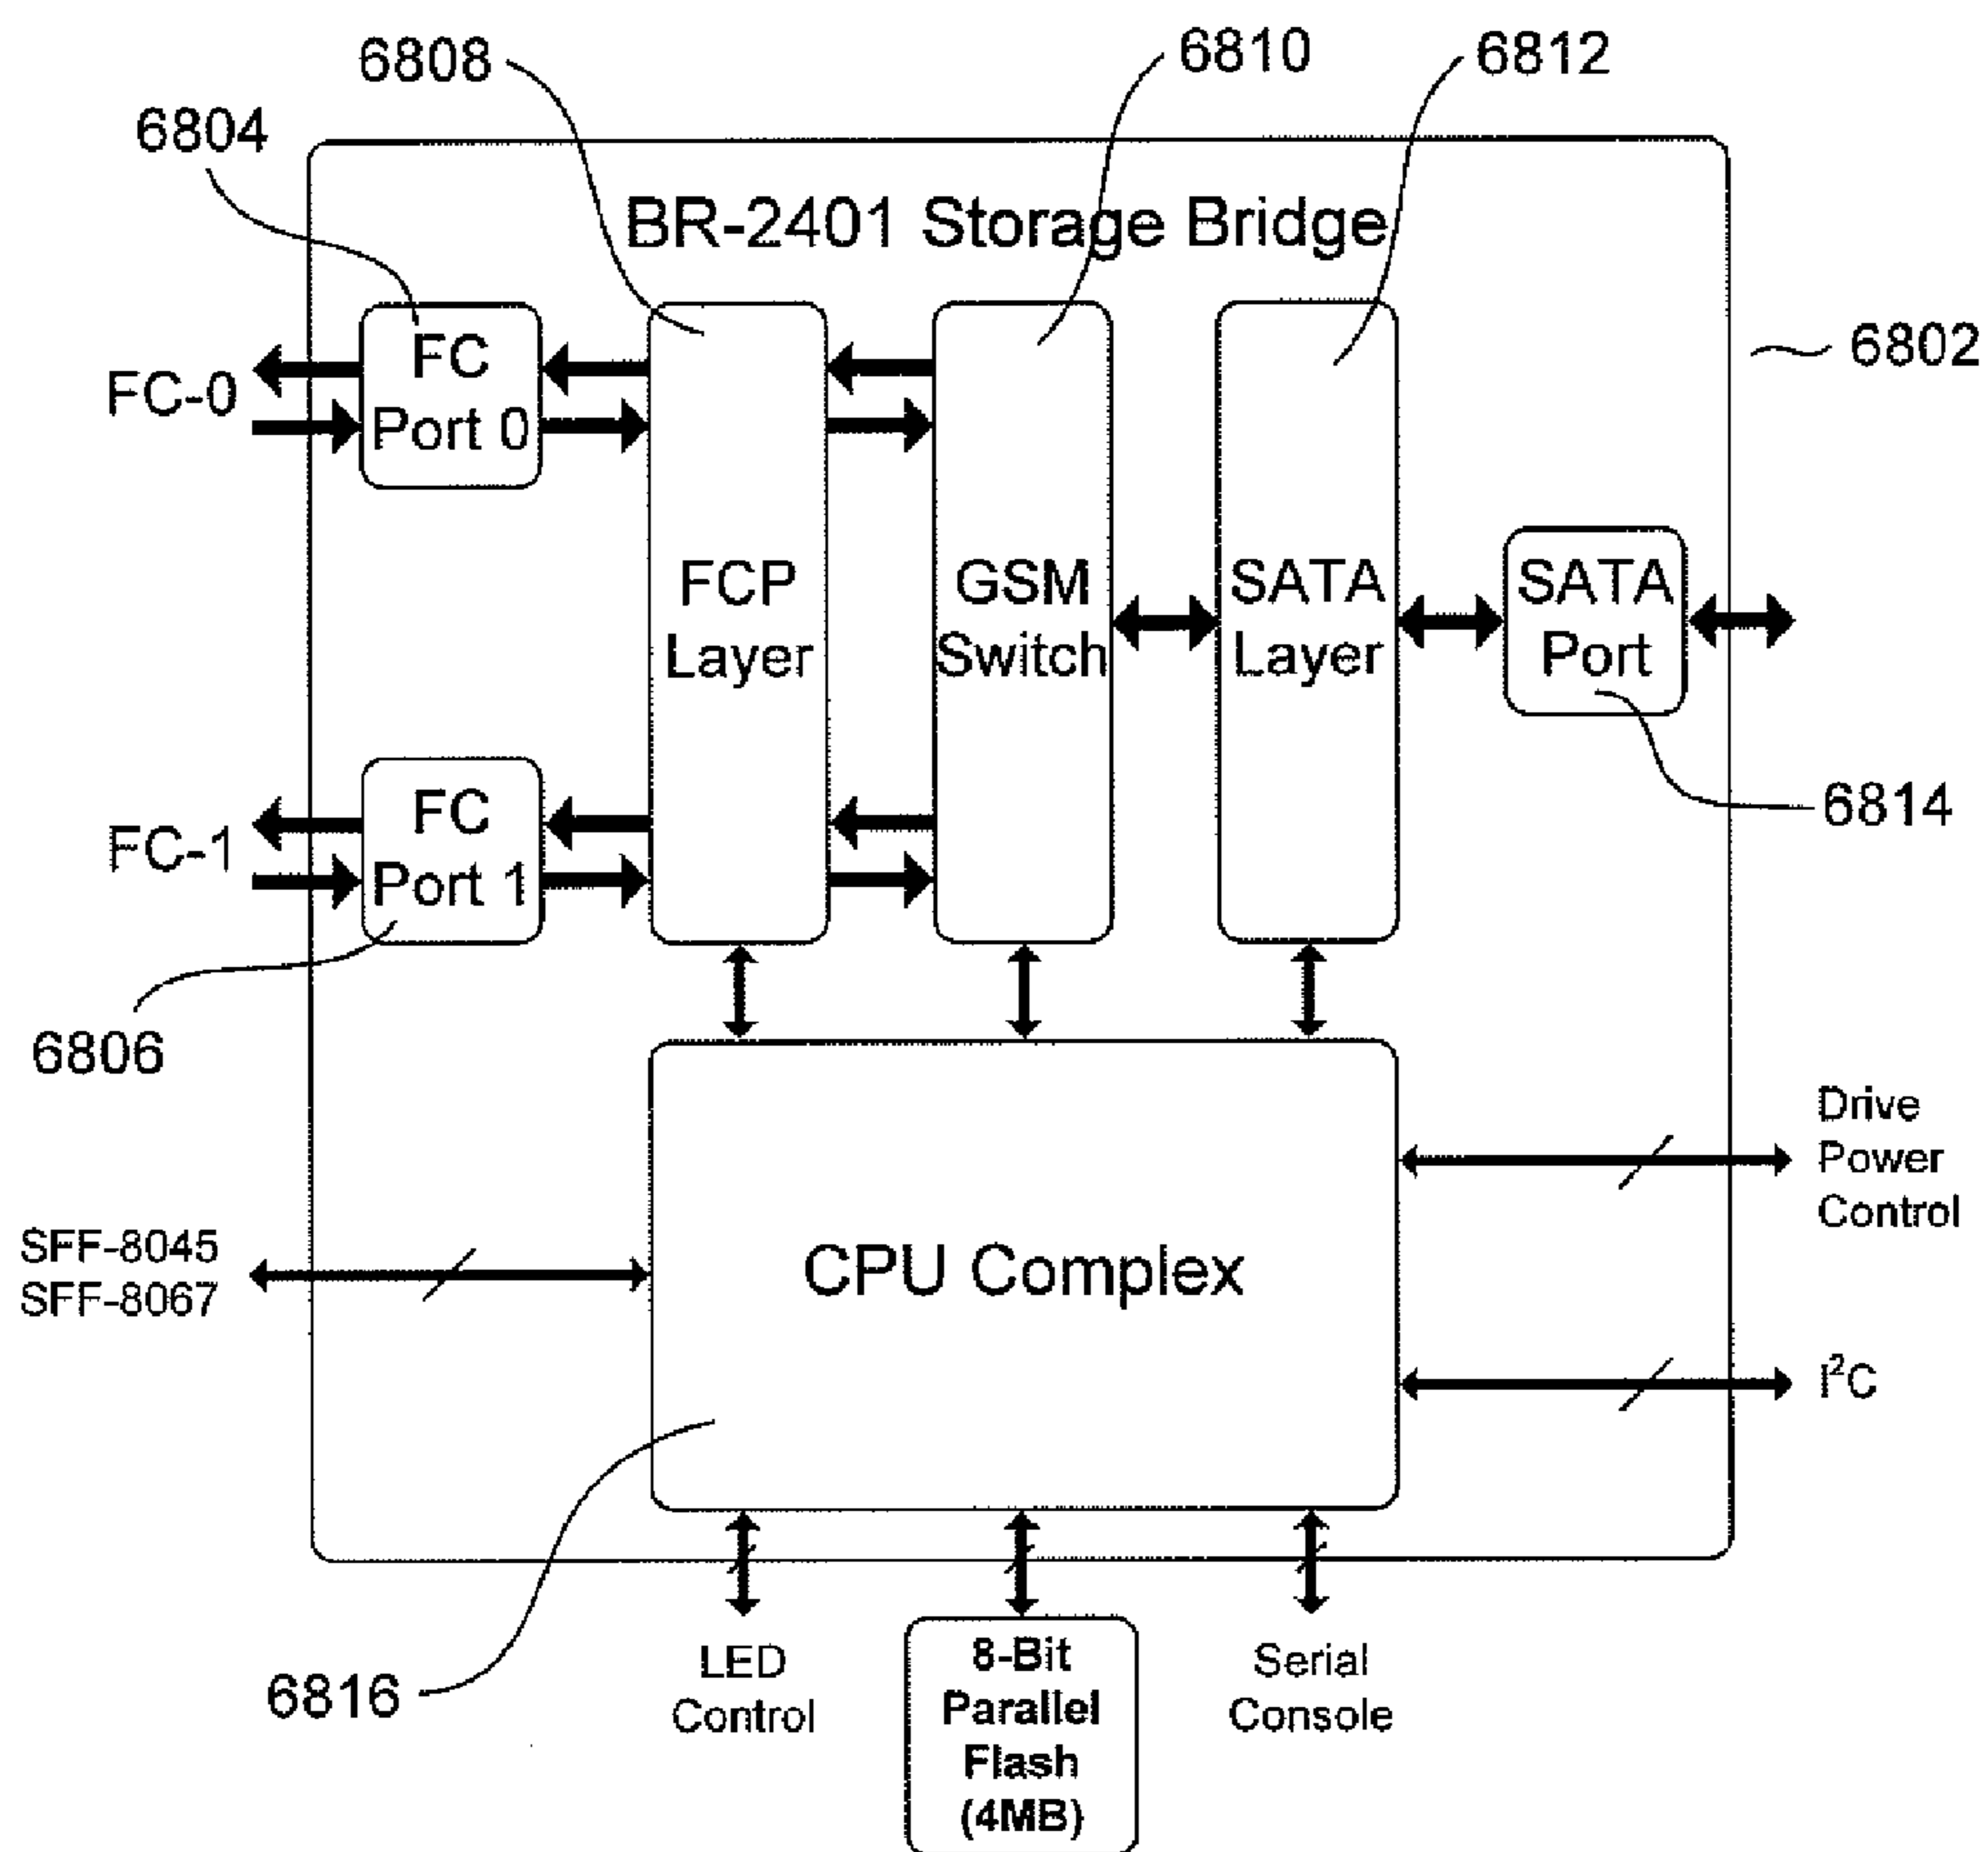 6808
6810
6812
6804
BR-2401 Storage Bridge
6802
FC-0
FC
Port 0
FCP
Layer
GSM
Switch
SATA
Layer
SATA
Port
6814
FC-1
FC
Port 1
6806
Drive
Power
Control
SFF-8045
SFF-8067
CPU Complex
I²C
6816
LED
Control
8-Bit
Parallel
Flash
(4MB)
Serial
Console